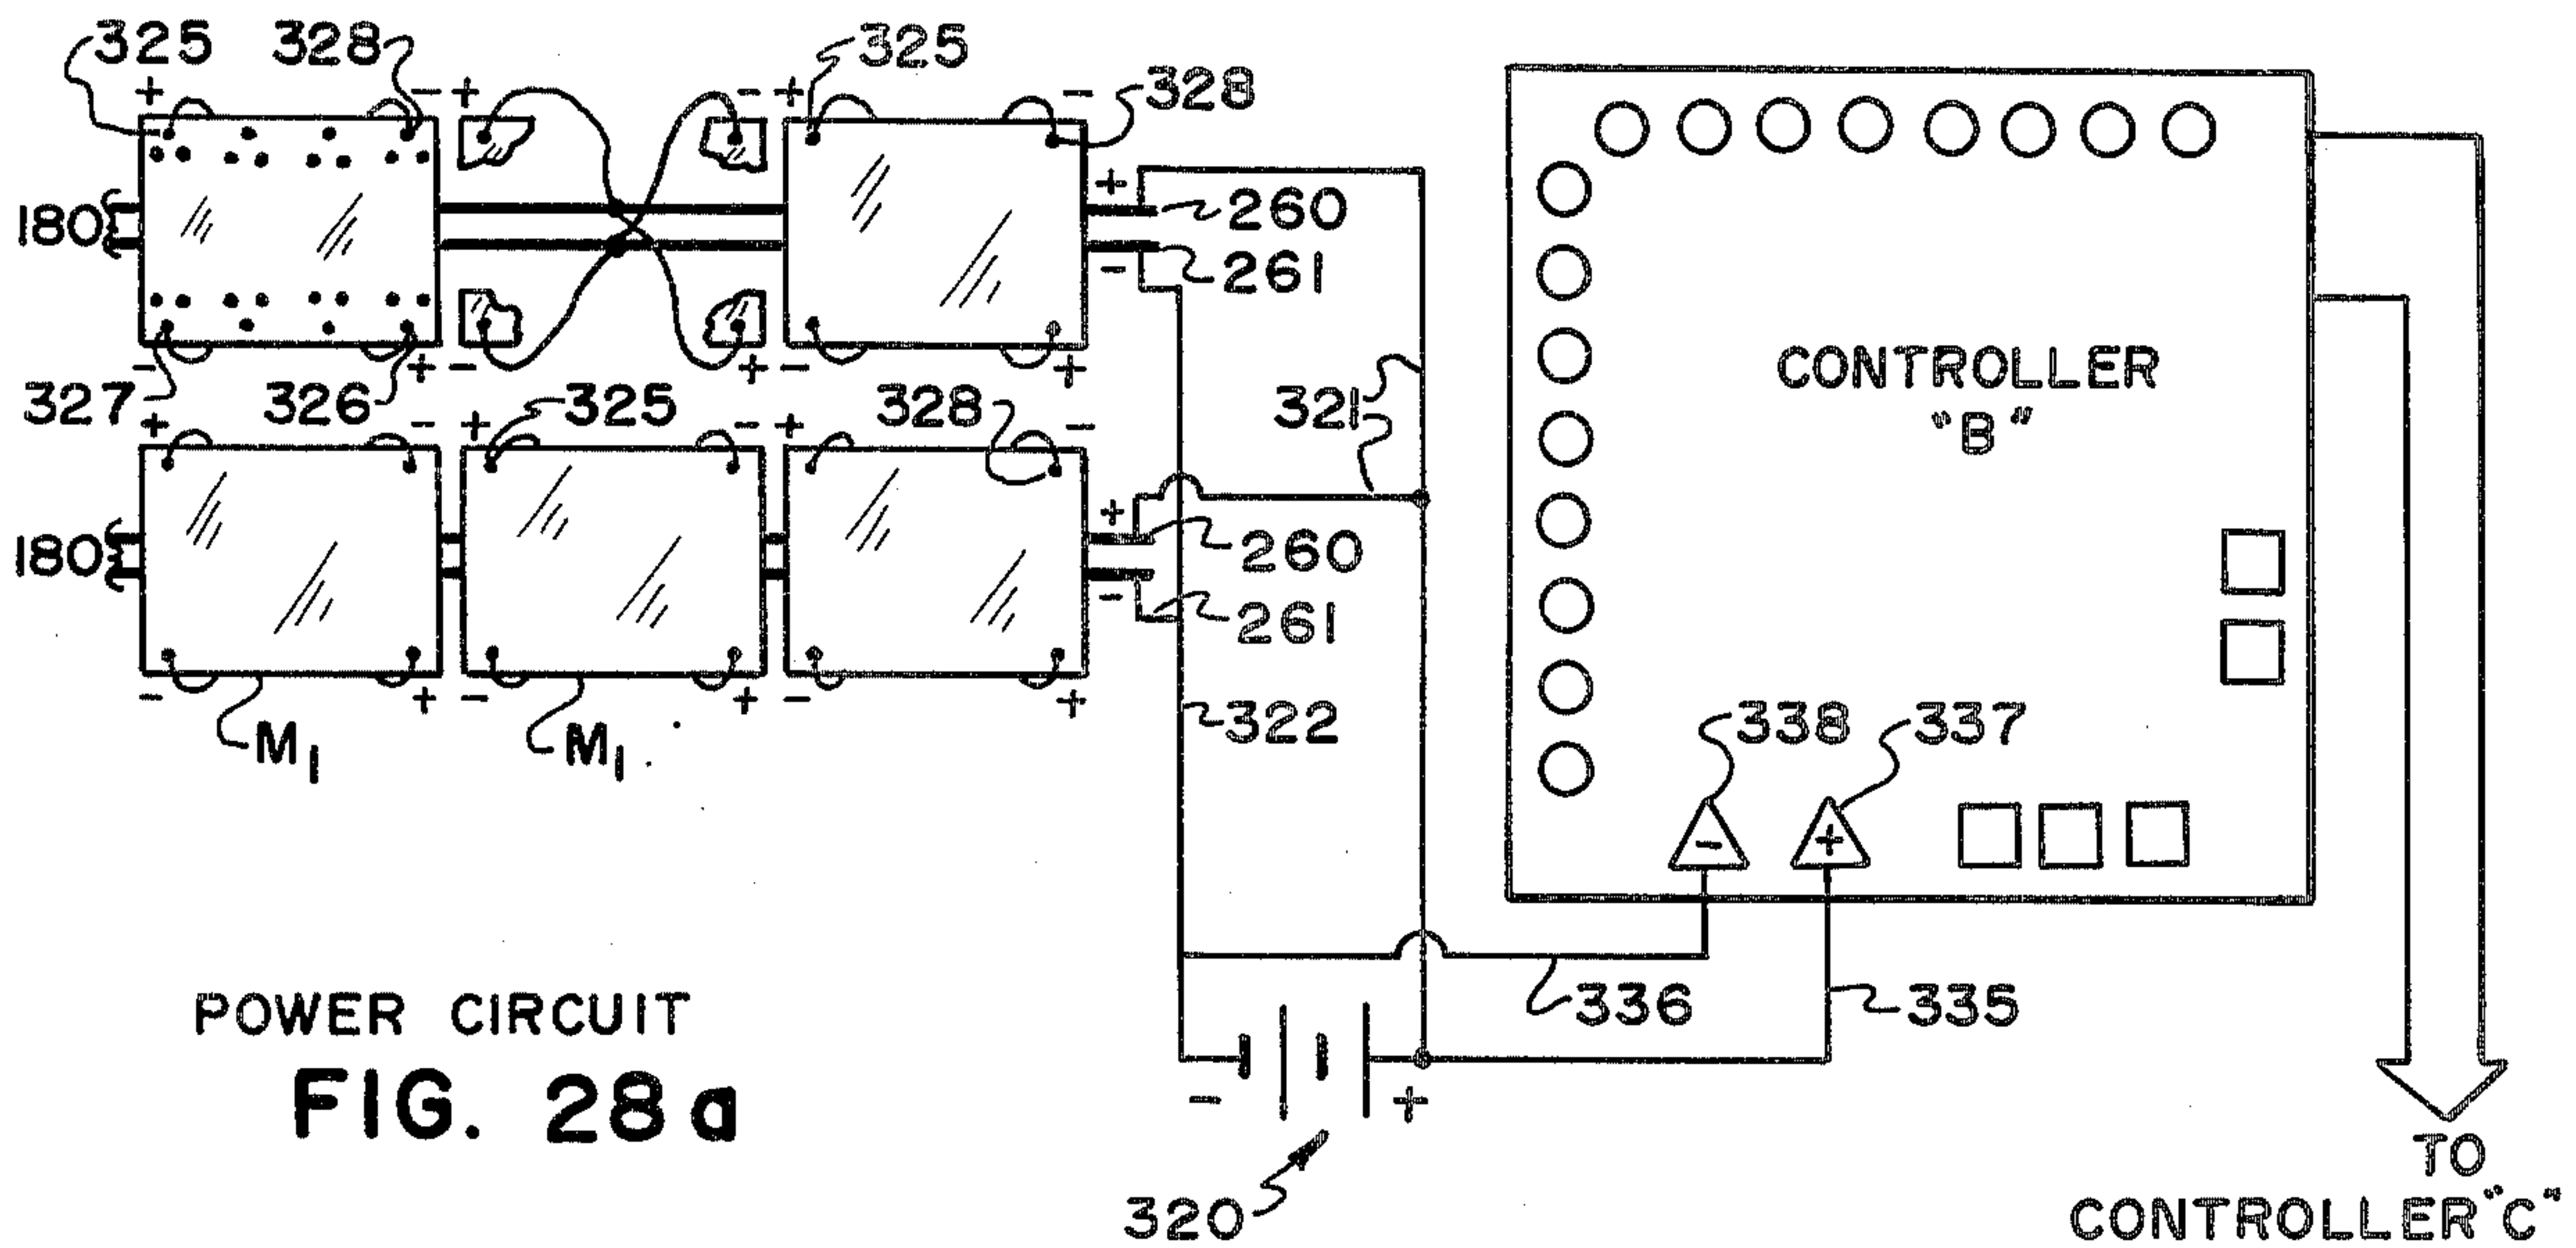 325 328 325 328
+ - + - + -
180 + 260
- 261
- + - + - +
327 326 325 328 321
+ - + - + -
CONTROLLER
"B"
180 + 260
- 261
- + - + - +
M1 M1 322 338 337
- +
336 335
POWER CIRCUIT
FIG. 28a
- +
320
TO
CONTROLLER "C"